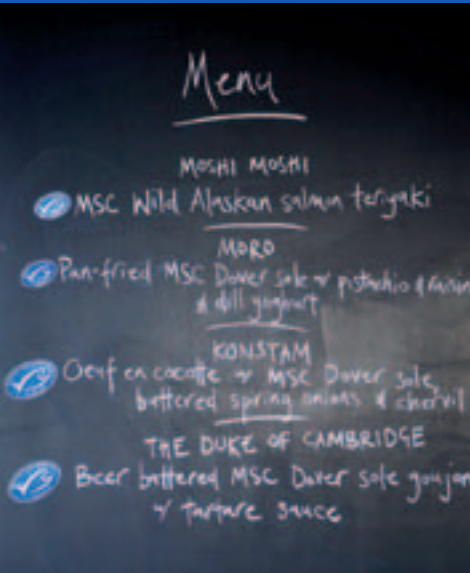 Menu
MOSHI MOSHI
MSC Wild Alaskan salmon teriyaki
MORO
Pan-fried MSC Dover sole w pistachio & raisin
& dill yoghourt
KONSTAM
Oeuf en cocotte w MSC Dover sole,
buttered spring onions & chervil
THE DUKE OF CAMBRIDGE
Beer battered MSC Dover sole goujon
w tartare sauce